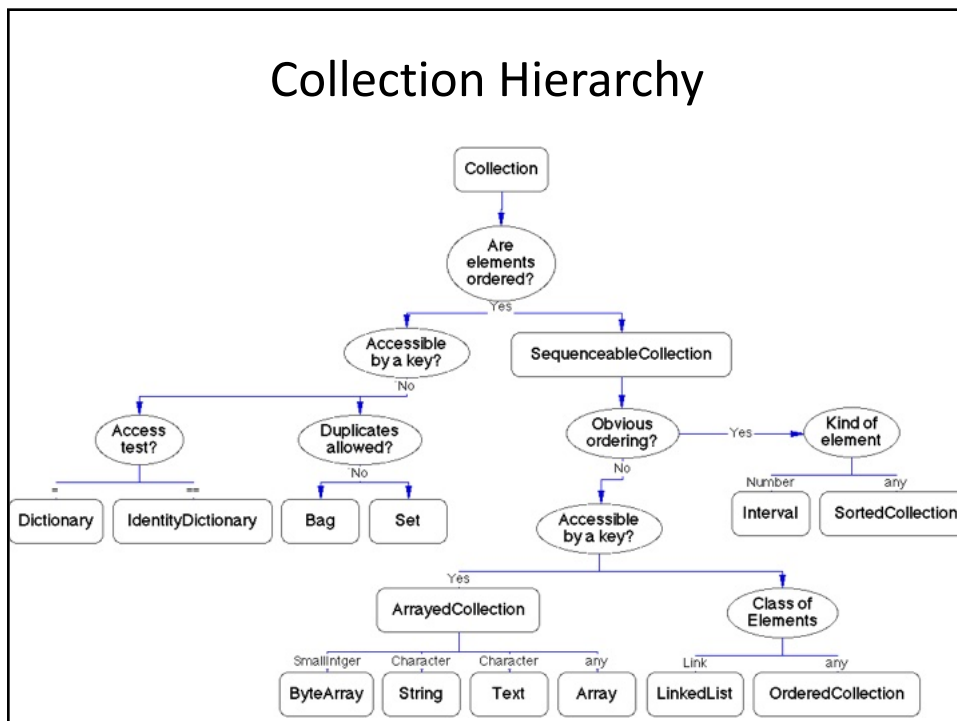 Collection Hierarchy
Collection
Are
elements
ordered?
Yes
Accessible
by a key?
SequenceableCollection
No
Access
test?
Duplicates
allowed?
Obvious
ordering?
Yes
Kind of
element
=
==
No
No
Number
any
Dictionary
IdentityDictionary
Bag
Set
Accessible
by a key?
Interval
SortedCollection
Yes
ArrayedCollection
Class of
Elements
SmallIntger
Character
Character
any
Link
any
ByteArray
String
Text
Array
LinkedList
OrderedCollection